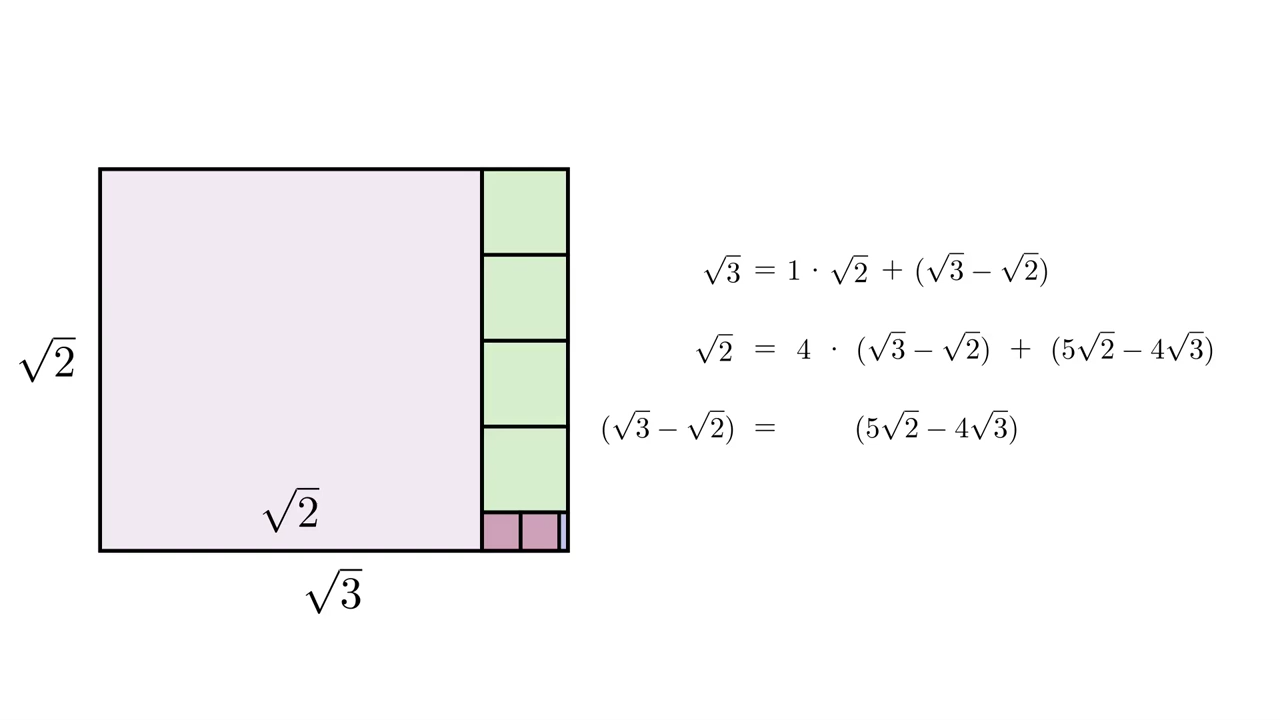 √2
√2
√3
√3 = 1 · √2 + (√3 − √2)
√2 = 4 · (√3 − √2) + (5√2 − 4√3)
(√3 − √2) = (5√2 − 4√3)